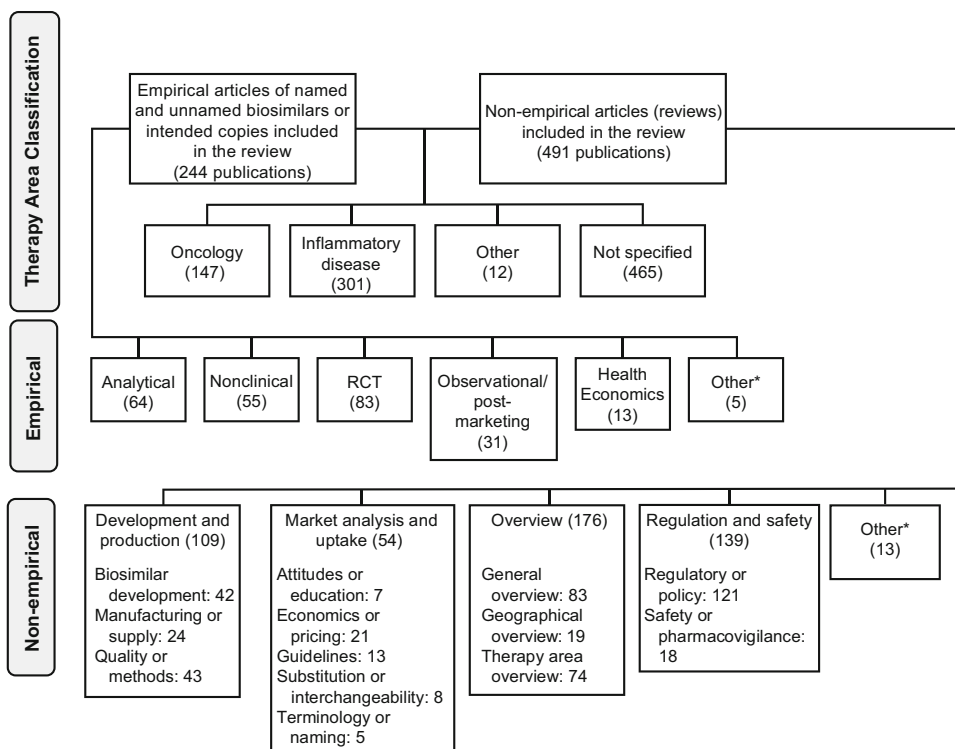 Therapy Area Classification
Empirical articles of named
and unnamed biosimilars or
intended copies included
in the review
(244 publications)
Non-empirical articles (reviews)
included in the review
(491 publications)
Oncology
(147)
Inflammatory
disease
(301)
Other
(12)
Not specified
(465)
Empirical
Analytical
(64)
Nonclinical
(55)
RCT
(83)
Observational/
post-
marketing
(31)
Health
Economics
(13)
Other*
(5)
Non-empirical
Development and
production (109)
Biosimilar
development: 42
Manufacturing or
supply: 24
Quality or
methods: 43
Market analysis and
uptake (54)
Attitudes or
education: 7
Economics or
pricing: 21
Guidelines: 13
Substitution or
interchangeability: 8
Terminology or
naming: 5
Overview (176)
General
overview: 83
Geographical
overview: 19
Therapy area
overview: 74
Regulation and safety
(139)
Regulatory or
policy: 121
Safety or
pharmacovigilance:
18
Other*
(13)